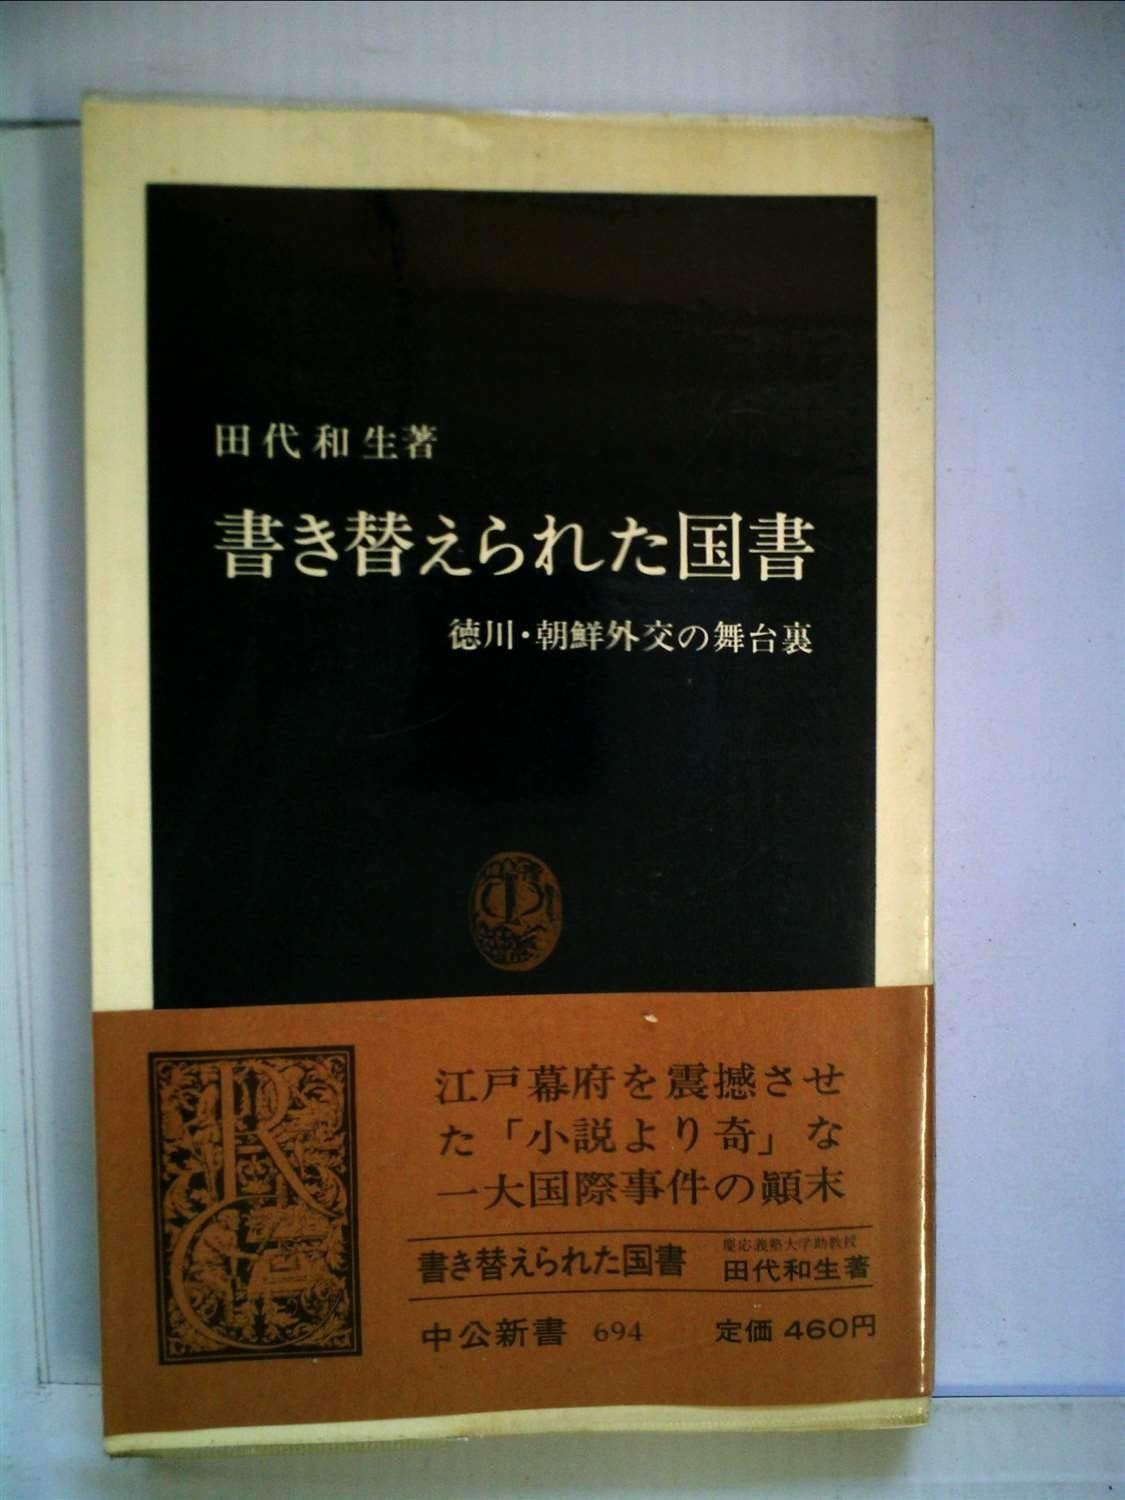 田代和生著
書き替えられた国書
徳川・朝鮮外交の舞台裏
江戸幕府を震撼させ
た「小説より奇」な
一大国際事件の顚末
書き替えられた国書
慶応義塾大学助教授
田代和生著
中公新書 694
定価 460円